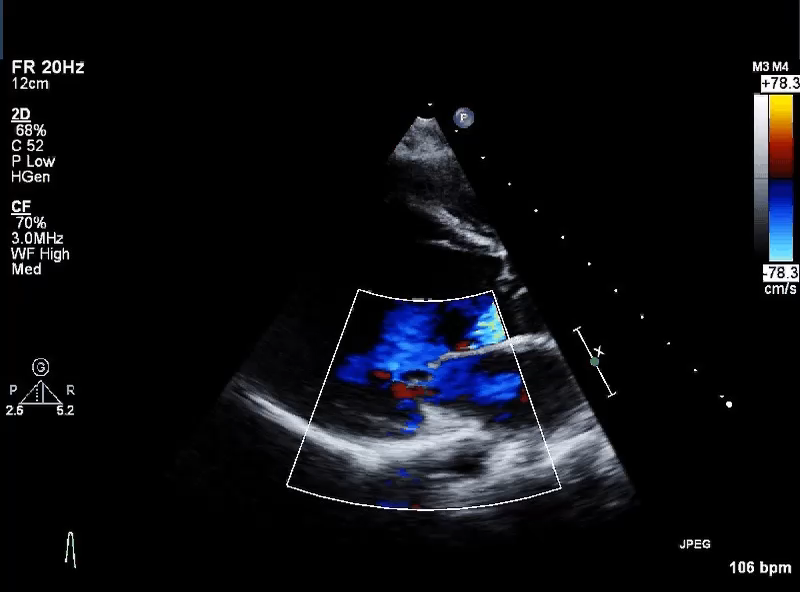 FR 20Hz
12cm
2D
68%
C 52
P Low
HGen
CF
70%
3.0MHz
WF High
Med
G
P R
2.6 5.2
P
M3 M4
+78.3
-78.3
cm/s
X
JPEG
106 bpm